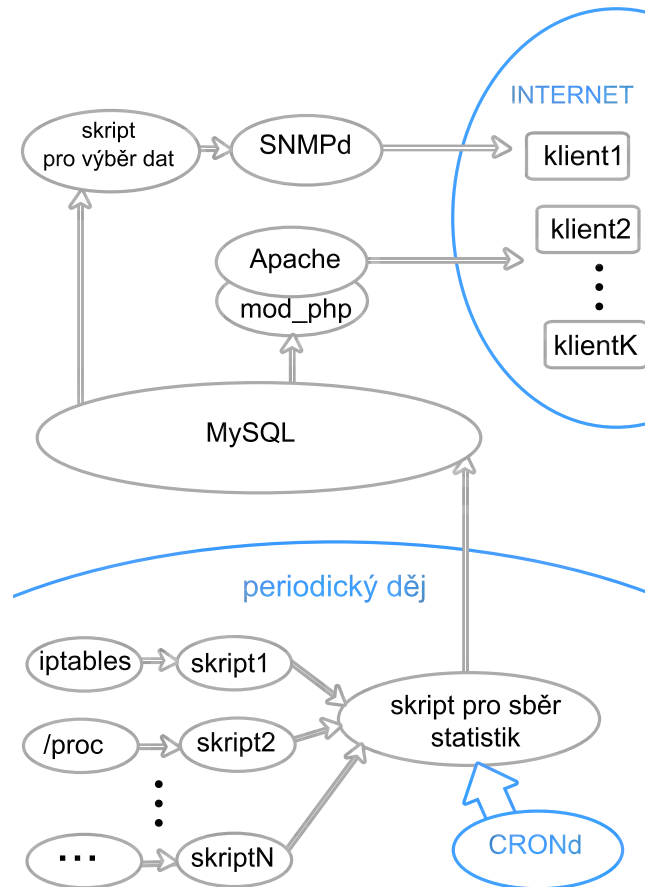 INTERNET
skript
pro výběr dat
SNMPd
klient1
klient2
Apache
mod_php
klientK
MySQL
periodický děj
iptables
skript1
skript pro sběr
statistik
/proc
skript2
CRONd
...
skriptN